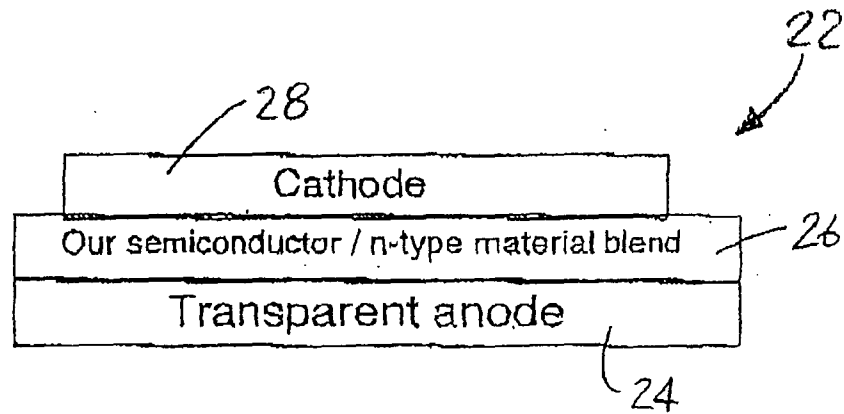 22
28
Cathode
Our semiconductor / n-type material blend
26
Transparent anode
24